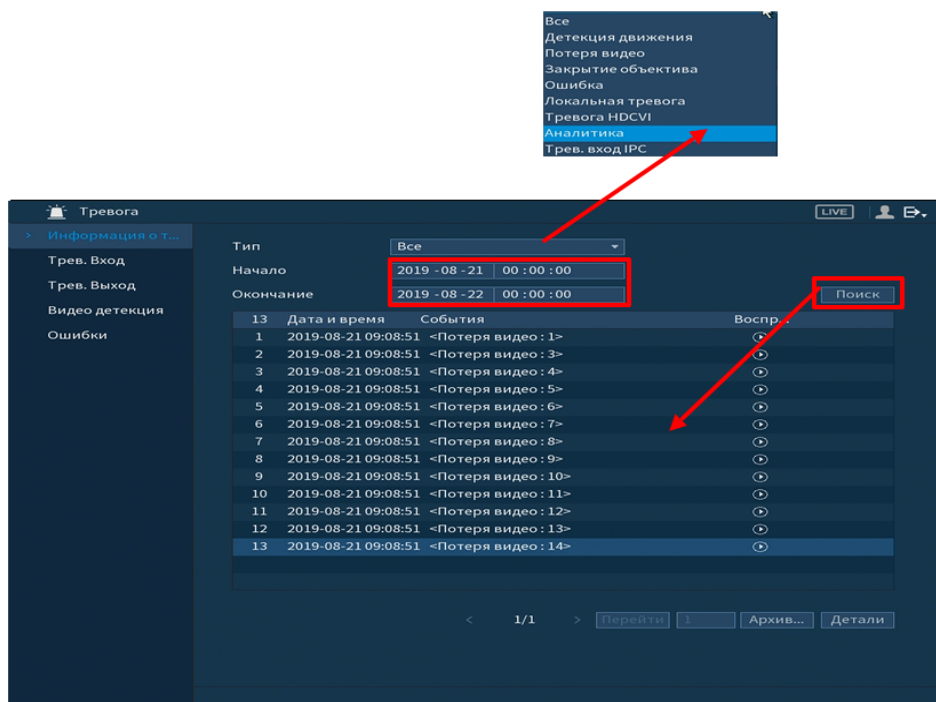 Все
Детекция движения
Потеря видео
Закрытие объектива
Ошибка
Локальная тревога
Тревога HDCVI
Аналитика
Трев. вход IPC
Тревога LIVE
> Информация о т...
Трев. Вход
Трев. Выход
Видео детекция
Ошибки
Тип Все
Начало 2019 -08 -21 00 :00 :00
Окончание 2019 -08 -22 00 :00 :00 Поиск
13 Дата и время События Воспр...
1 2019-08-21 09:08:51 <Потеря видео : 1>
2 2019-08-21 09:08:51 <Потеря видео : 3>
3 2019-08-21 09:08:51 <Потеря видео : 4>
4 2019-08-21 09:08:51 <Потеря видео : 5>
5 2019-08-21 09:08:51 <Потеря видео : 6>
6 2019-08-21 09:08:51 <Потеря видео : 7>
7 2019-08-21 09:08:51 <Потеря видео : 8>
8 2019-08-21 09:08:51 <Потеря видео : 9>
9 2019-08-21 09:08:51 <Потеря видео : 10>
10 2019-08-21 09:08:51 <Потеря видео : 11>
11 2019-08-21 09:08:51 <Потеря видео : 12>
12 2019-08-21 09:08:51 <Потеря видео : 13>
13 2019-08-21 09:08:51 <Потеря видео : 14>
< 1/1 > Перейти 1 Архив... Детали